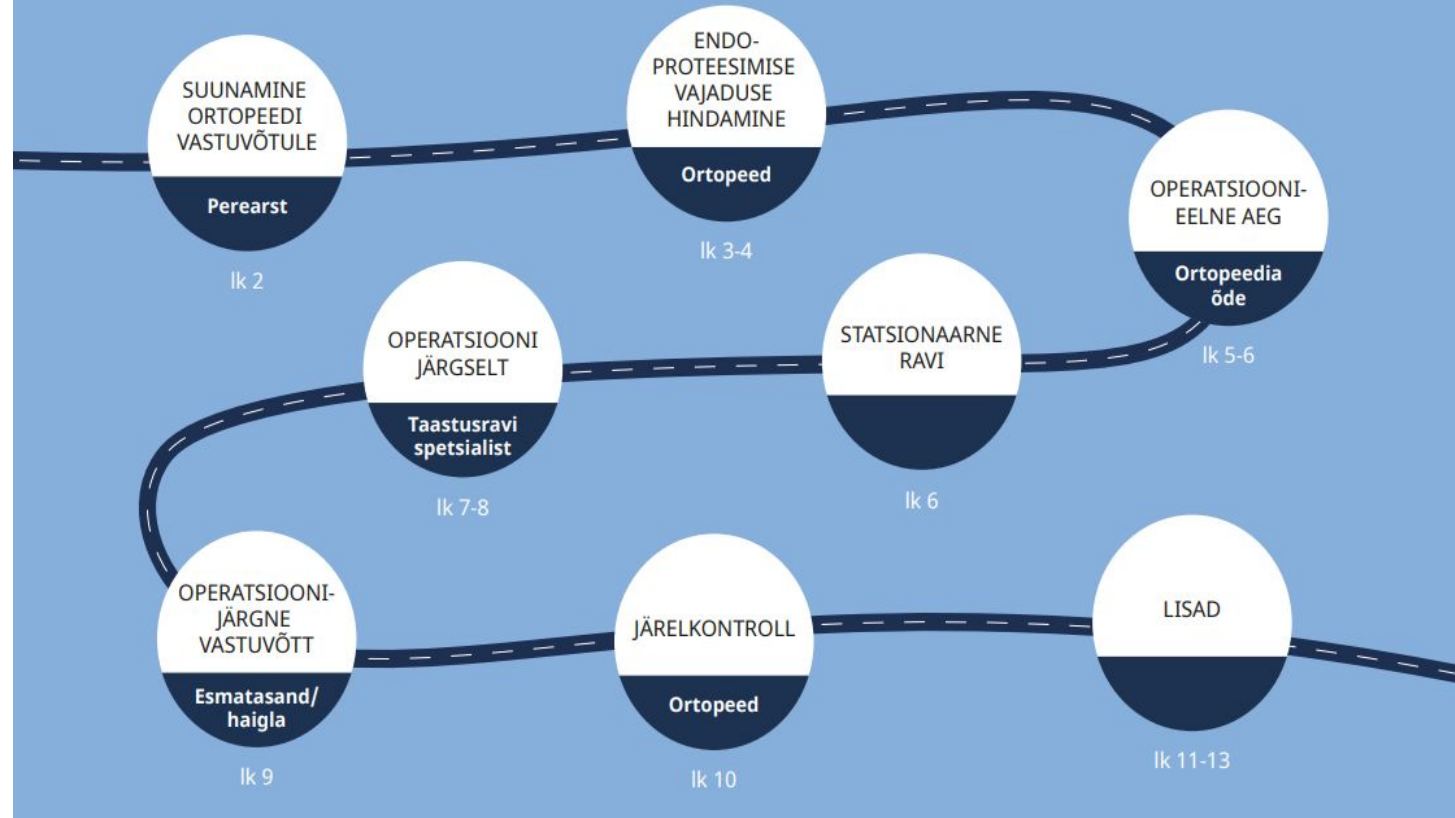 SUUNAMINE
ORTOPEEDI
VASTUVÕTULE
Perearst
lk 2
ENDO-
PROTEESIMISE
VAJADUSE
HINDAMINE
Ortopeed
lk 3-4
OPERATSIOONI-
EELNE AEG
Ortopeedia
õde
lk 5-6
STATSIONAARNE
RAVI
lk 6
OPERATSIOONI
JÄRGSELT
Taastusravi
spetsialist
lk 7-8
OPERATSIOONI-
JÄRGNE
VASTUVÕTT
Esmatasand/
haigla
lk 9
JÄRELKONTROLL
Ortopeed
lk 10
LISAD
lk 11-13